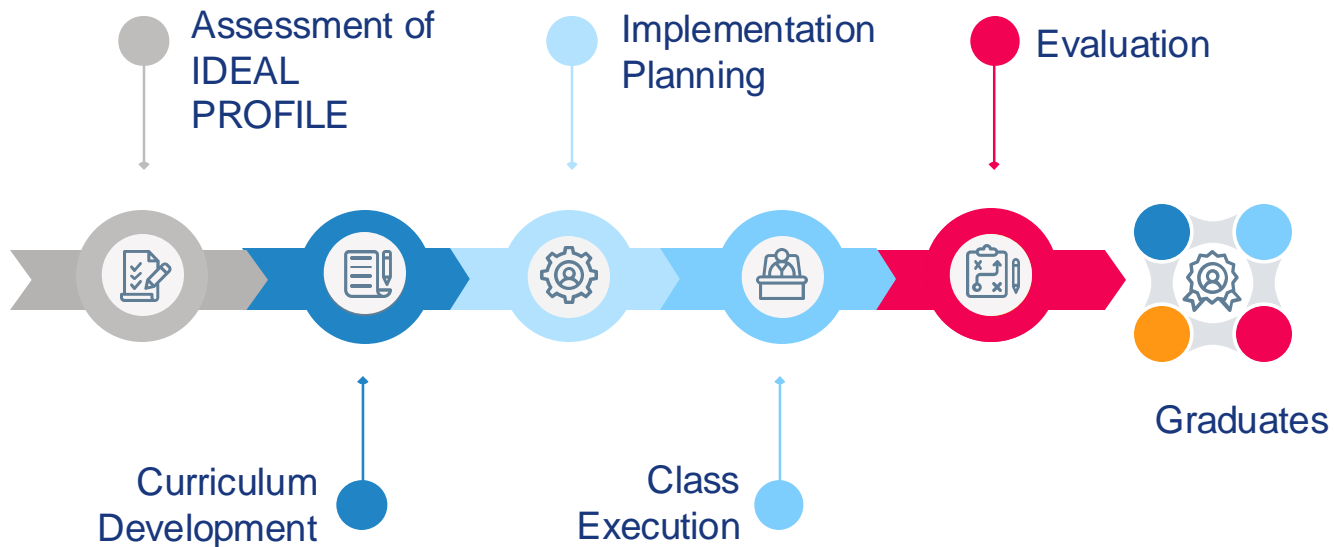 Assessment of
IDEAL
PROFILE
Implementation
Planning
Evaluation
Graduates
Curriculum
Development
Class
Execution